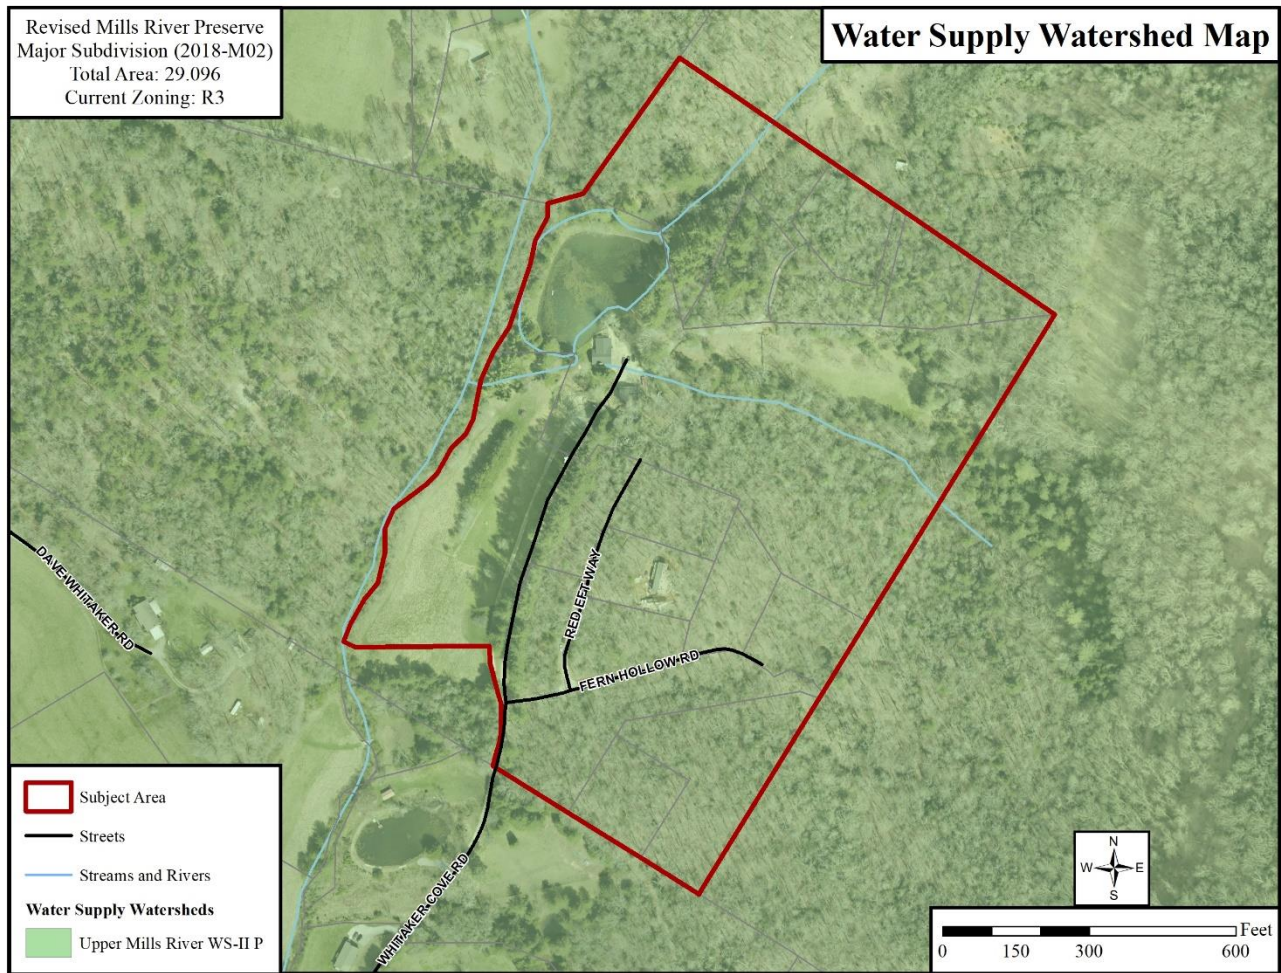 Revised Mills River Preserve
Major Subdivision (2018-M02)
Total Area: 29.096
Current Zoning: R3
Water Supply Watershed Map
DAVE WHITAKER RD
RED EFT WAY
FERN HOLLOW RD
WHITAKER COVE RD
Subject Area
Streets
Streams and Rivers
Water Supply Watersheds
Upper Mills River WS-II P
N
W E
S
Feet
0 150 300 600